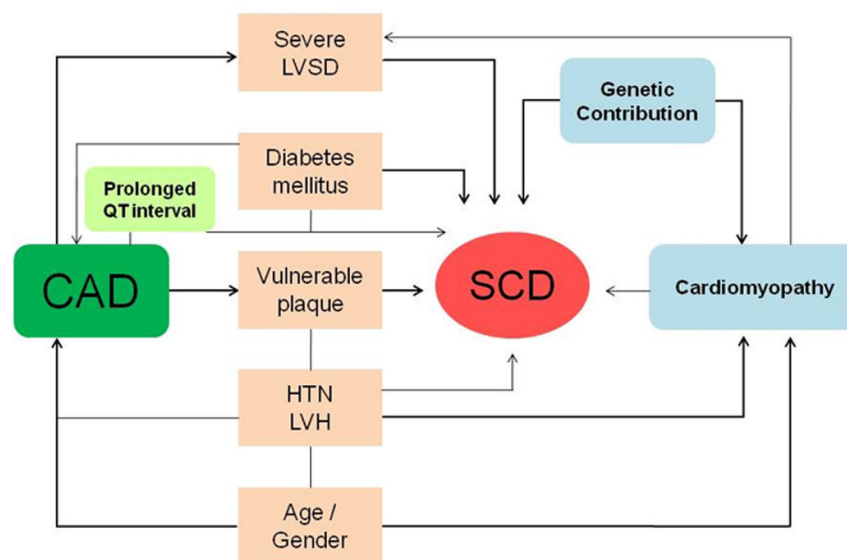 Severe
LVSD
Genetic
Contribution
Diabetes
mellitus
Prolonged
QT interval
CAD
Vulnerable
plaque
SCD
Cardiomyopathy
HTN
LVH
Age /
Gender